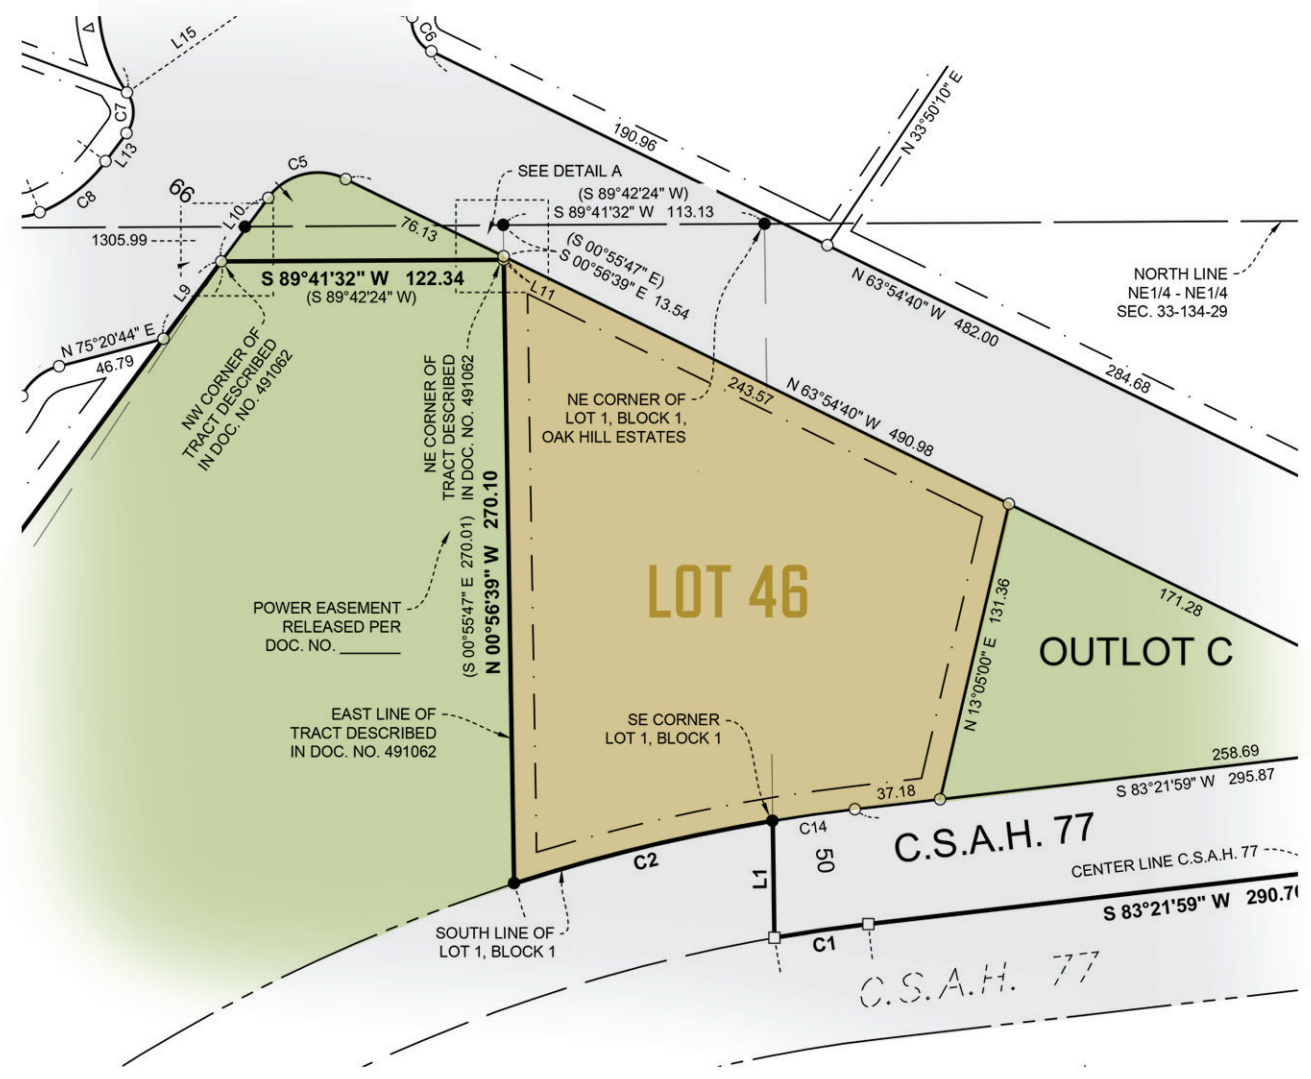 Δ
L15
C6
C7
L13
C8
190.96
N 33°50'10" E
C5
SEE DETAIL A
(S 89°42'24" W)
S 89°41'32" W 113.13
66
L10
76.13
1305.99
(S 00°55'47" E)
S 00°56'39" E 13.54
N 63°54'40" W 482.00
NORTH LINE
NE1/4 - NE1/4
SEC. 33-134-29
S 89°41'32" W 122.34
(S 89°42'24" W)
L9
L11
N 75°20'44" E
46.79
NW CORNER OF
TRACT DESCRIBED
IN DOC. NO. 491062
NE CORNER OF
TRACT DESCRIBED
IN DOC. NO. 491062
NE CORNER OF
LOT 1, BLOCK 1,
OAK HILL ESTATES
243.57
N 63°54'40" W 490.98
284.68
(S 00°55'47" E 270.01)
N 00°56'39" W 270.10
LOT 46
POWER EASEMENT
RELEASED PER
DOC. NO. ______
N 13°05'00" E 131.36
171.28
OUTLOT C
EAST LINE OF
TRACT DESCRIBED
IN DOC. NO. 491062
SE CORNER
LOT 1, BLOCK 1
258.69
S 83°21'59" W 295.87
37.18
C14
C.S.A.H. 77
50
C2
L1
CENTER LINE C.S.A.H. 77
S 83°21'59" W 290.7
SOUTH LINE OF
LOT 1, BLOCK 1
C1
C.S.A.H. 77